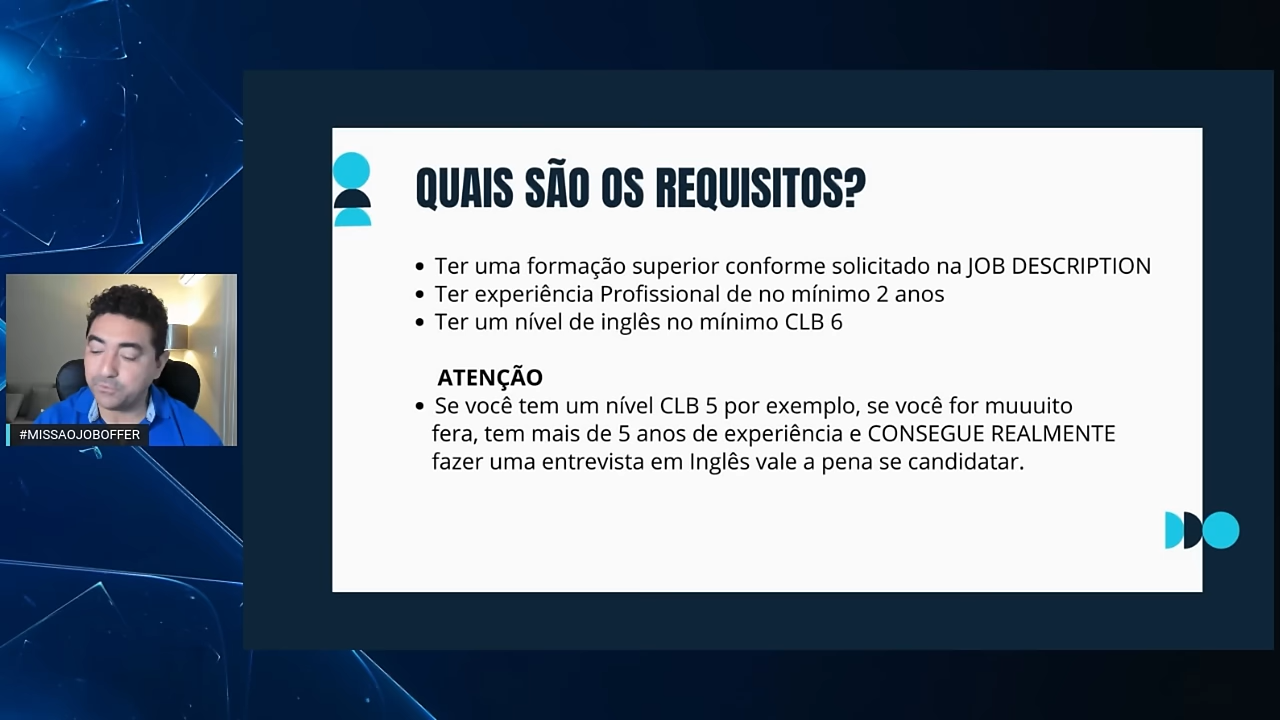 QUAIS SÃO OS REQUISITOS?
Ter uma formação superior conforme solicitado na JOB DESCRIPTION
Ter experiência Profissional de no mínimo 2 anos
Ter um nível de inglês no mínimo CLB 6
ATENÇÃO
Se você tem um nível CLB 5 por exemplo, se você for muuuito
fera, tem mais de 5 anos de experiência e CONSEGUE REALMENTE
fazer uma entrevista em Inglês vale a pena se candidatar.
#MISSAOJOBOFFER